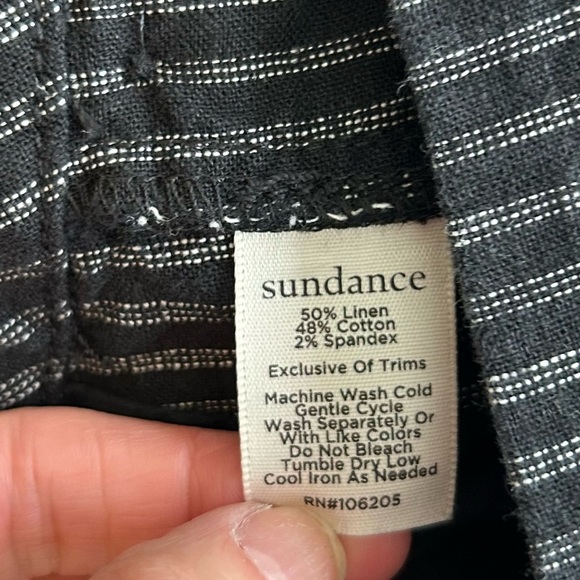 sundance
50% Linen
48% Cotton
2% Spandex
Exclusive Of Trims
Machine Wash Cold
Gentle Cycle
Wash Separately Or
With Like Colors
Do Not Bleach
Tumble Dry Low
Cool Iron As Needed
RN#106205